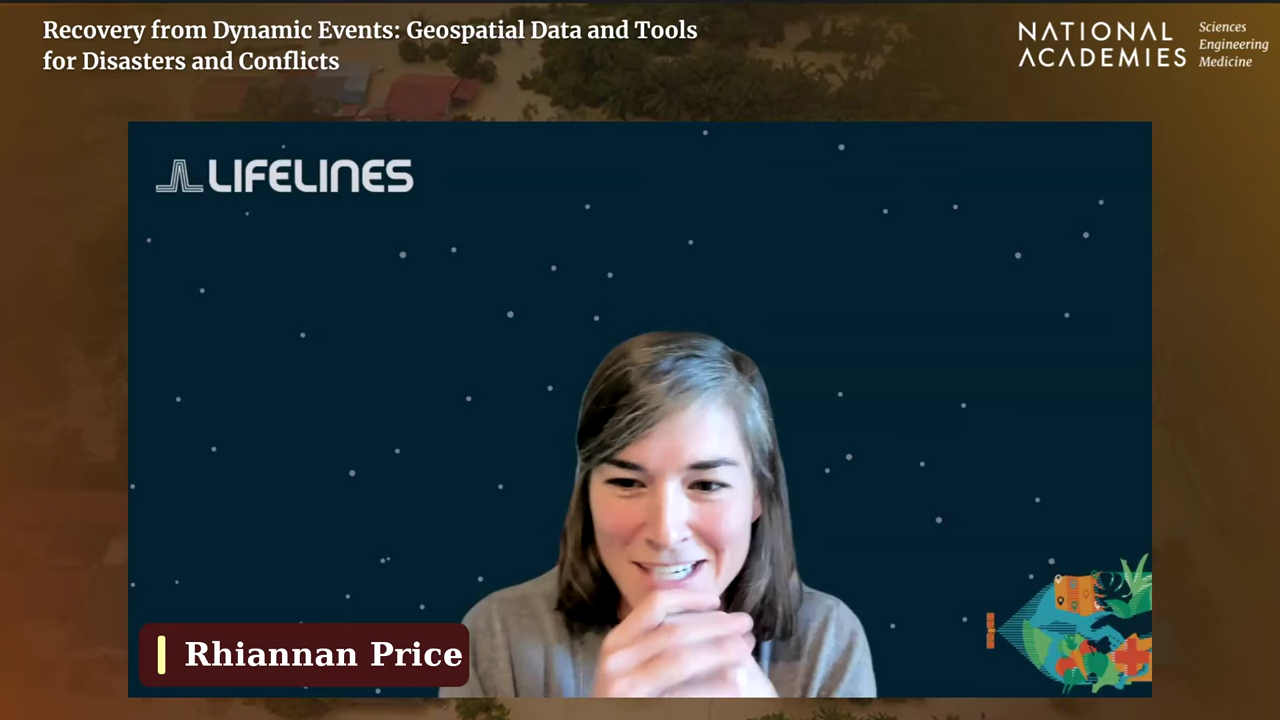 Recovery from Dynamic Events: Geospatial Data and Tools
for Disasters and Conflicts
NATIONAL
ACADEMIES
Sciences
Engineering
Medicine
LIFELINES
Rhiannan Price